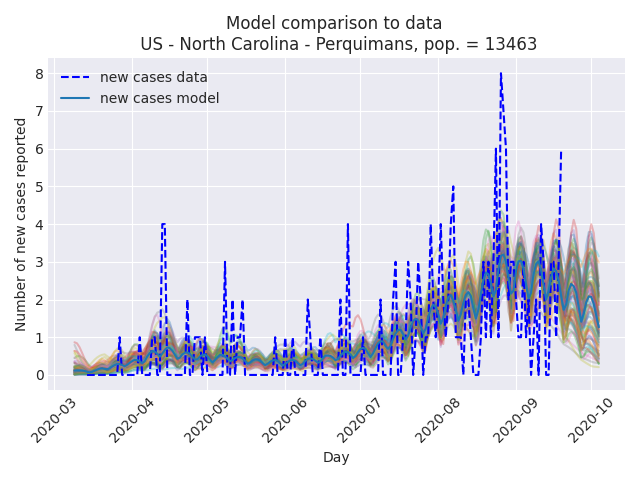 Model comparison to data
US - North Carolina - Perquimans, pop. = 13463
new cases data
new cases model
Number of new cases reported
8
7
6
5
4
3
2
1
0
2020-03
2020-04
2020-05
2020-06
2020-07
2020-08
2020-09
2020-10
Day